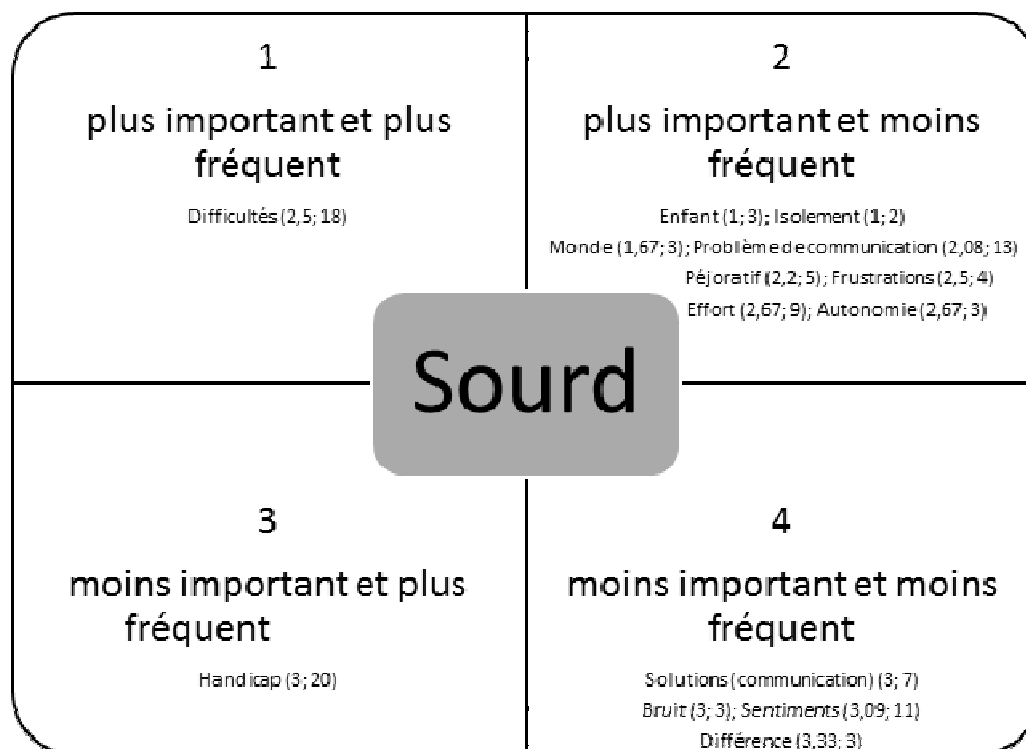 1
plus important et plus
fréquent
Difficultés (2,5; 18)
2
plus important et moins
fréquent
Enfant (1; 3); Isolement (1; 2)
Monde (1,67; 3); Problème de communication (2,08; 13)
Péjoratif (2,2; 5); Frustrations (2,5; 4)
Effort (2,67; 9); Autonomie (2,67; 3)
Sourd
3
moins important et plus
fréquent
Handicap (3; 20)
4
moins important et moins
fréquent
Solutions (communication) (3; 7)
Bruit (3; 3); Sentiments (3,09; 11)
Différence (3,33; 3)